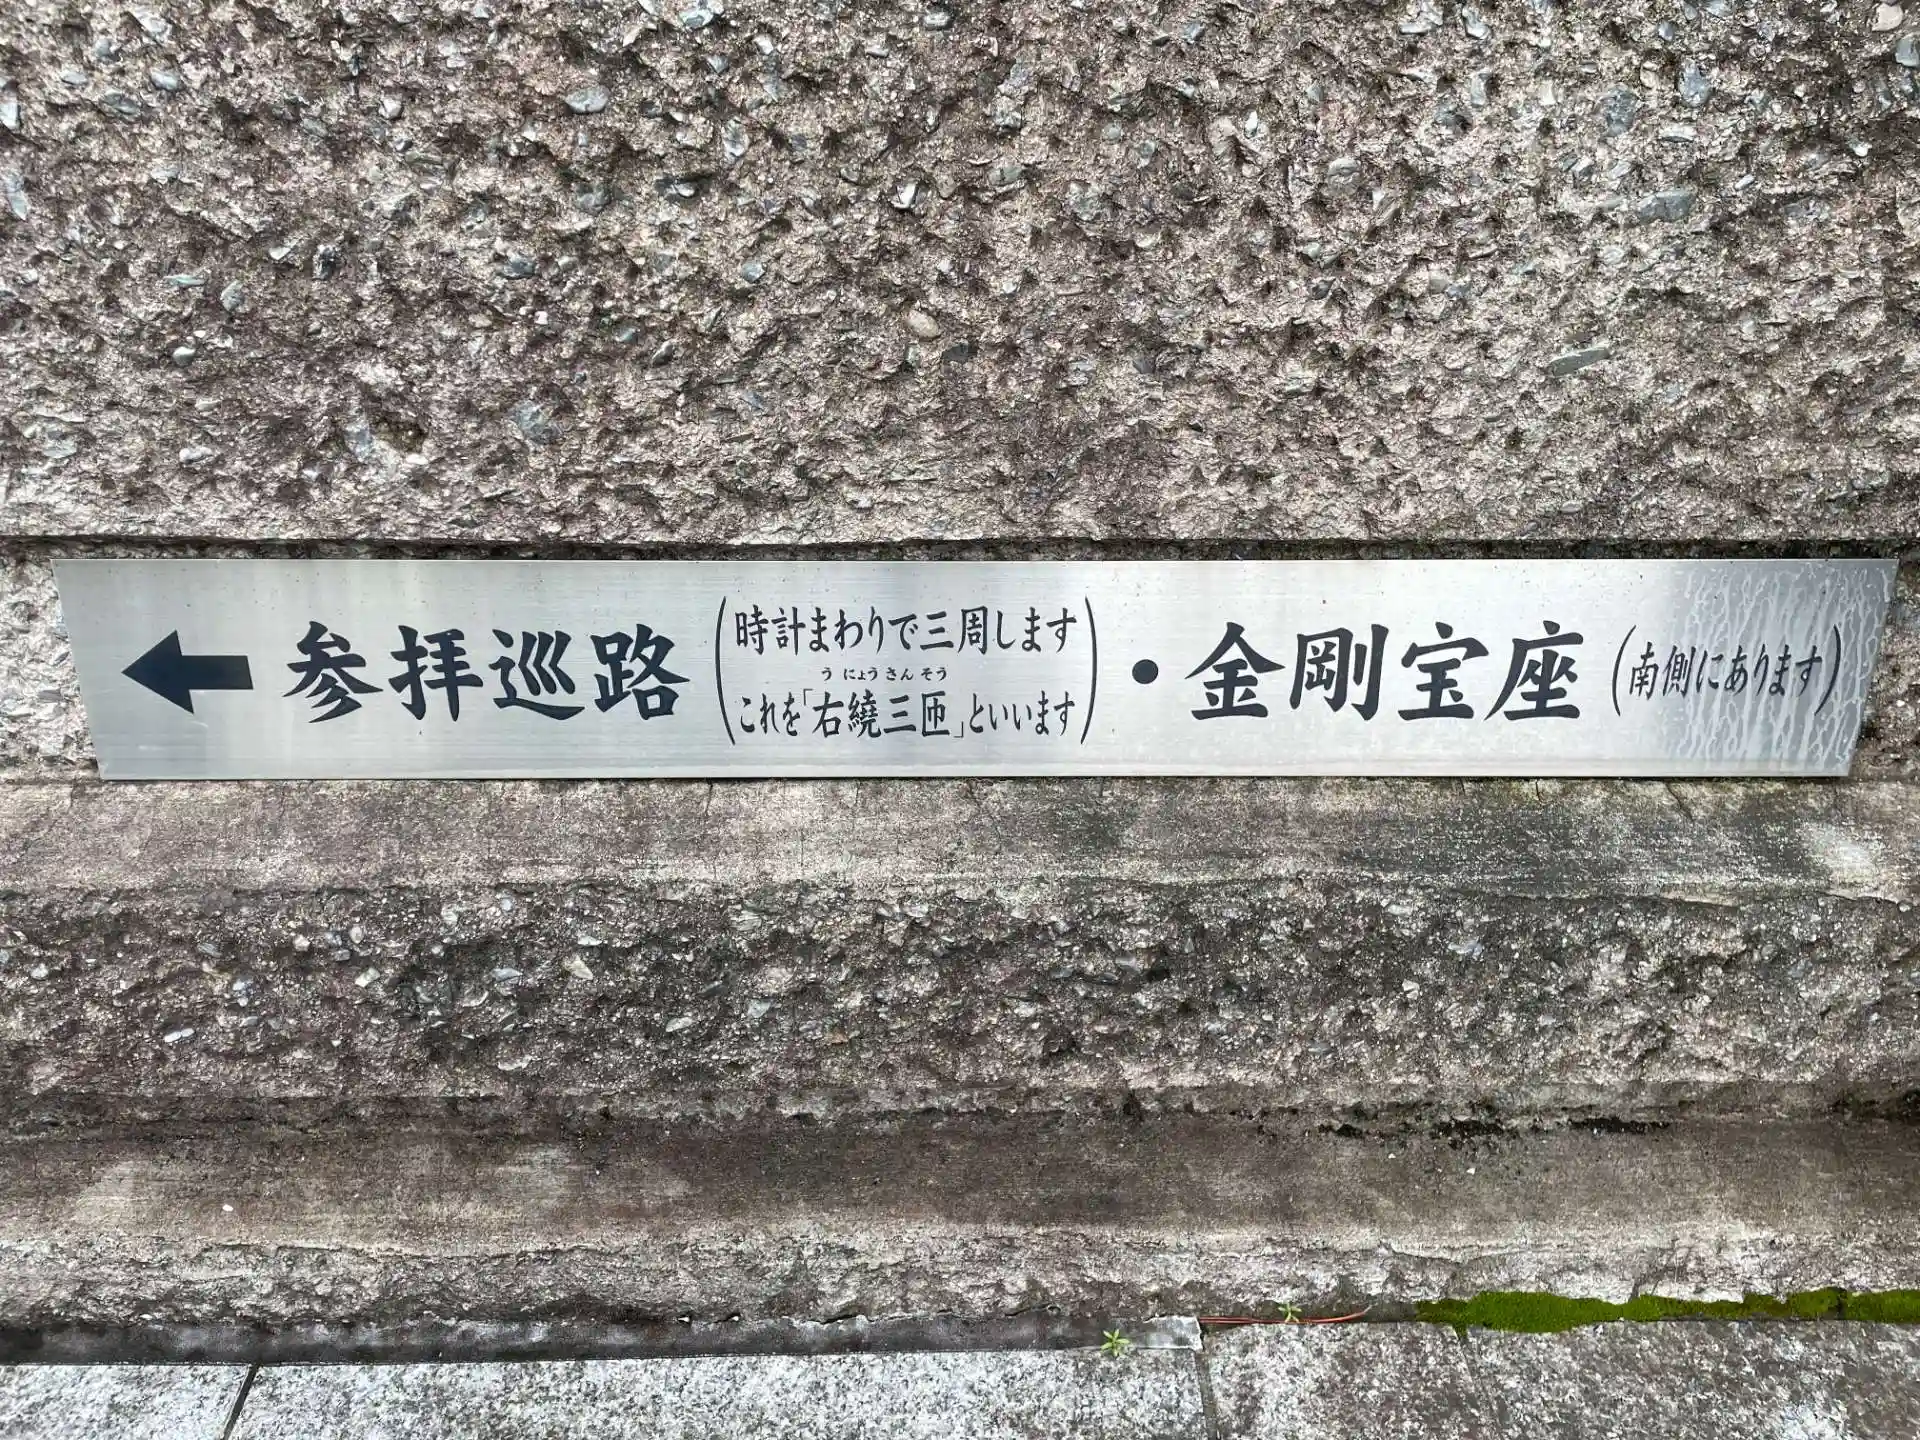 ← 参拝巡路(時計まわりで三周します
うにょうさんそう
これを「右繞三匝」といいます)・金剛宝座(南側にあります)